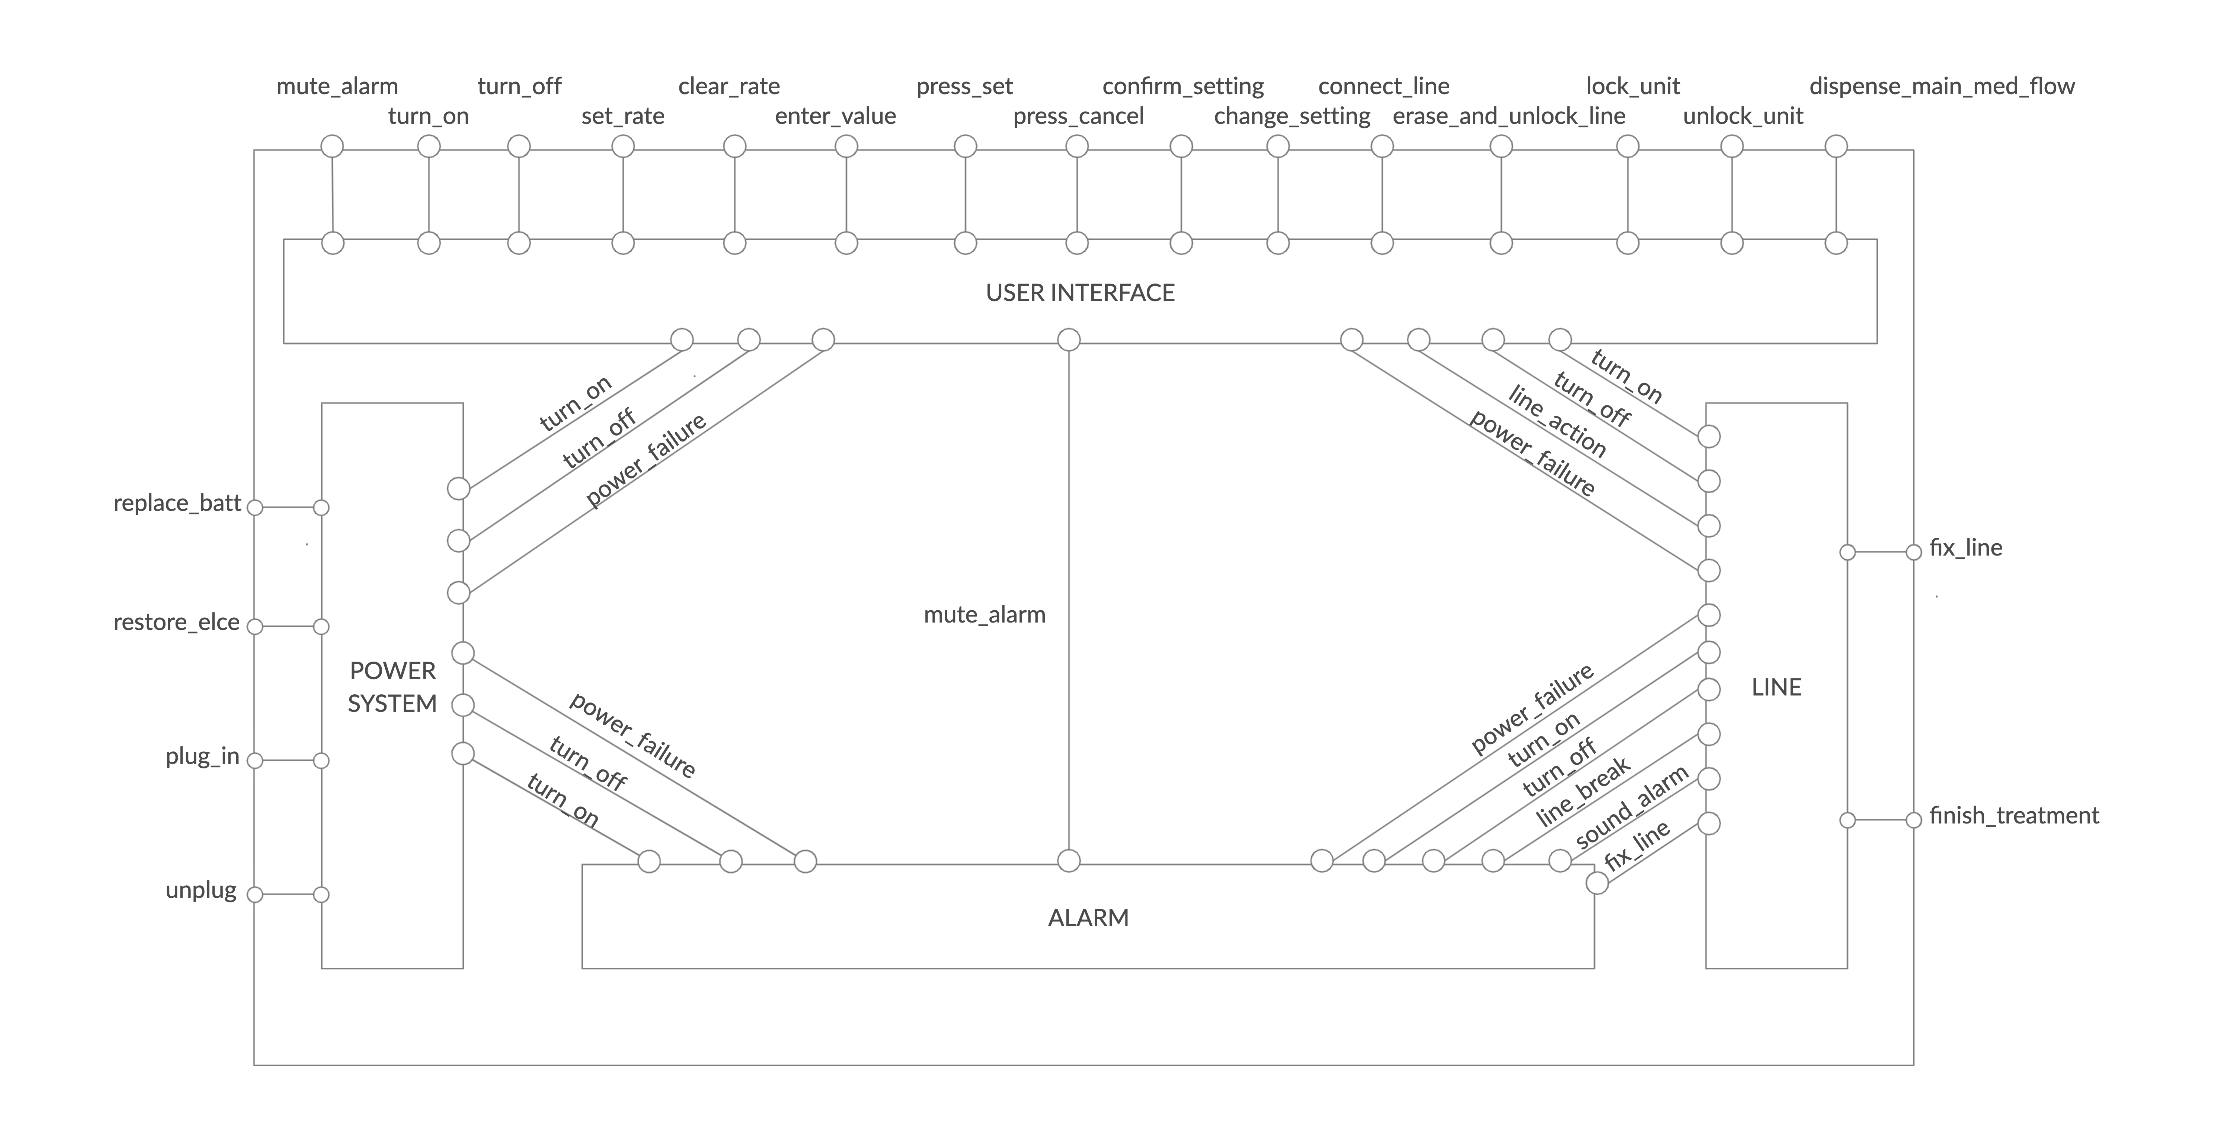 mute_alarm turn_off clear_rate press_set confirm_setting connect_line lock_unit dispense_main_med_flow
turn_on set_rate enter_value press_cancel change_setting erase_and_unlock_line unlock_unit
USER INTERFACE
turn_on
turn_off
power_failure
turn_on
turn_off
line_action
power_failure
replace_batt
restore_elce
plug_in
unplug
POWER
SYSTEM
mute_alarm
LINE
fix_line
finish_treatment
power_failure
turn_off
turn_on
power_failure
turn_on
turn_off
line_break
sound_alarm
fix_line
ALARM